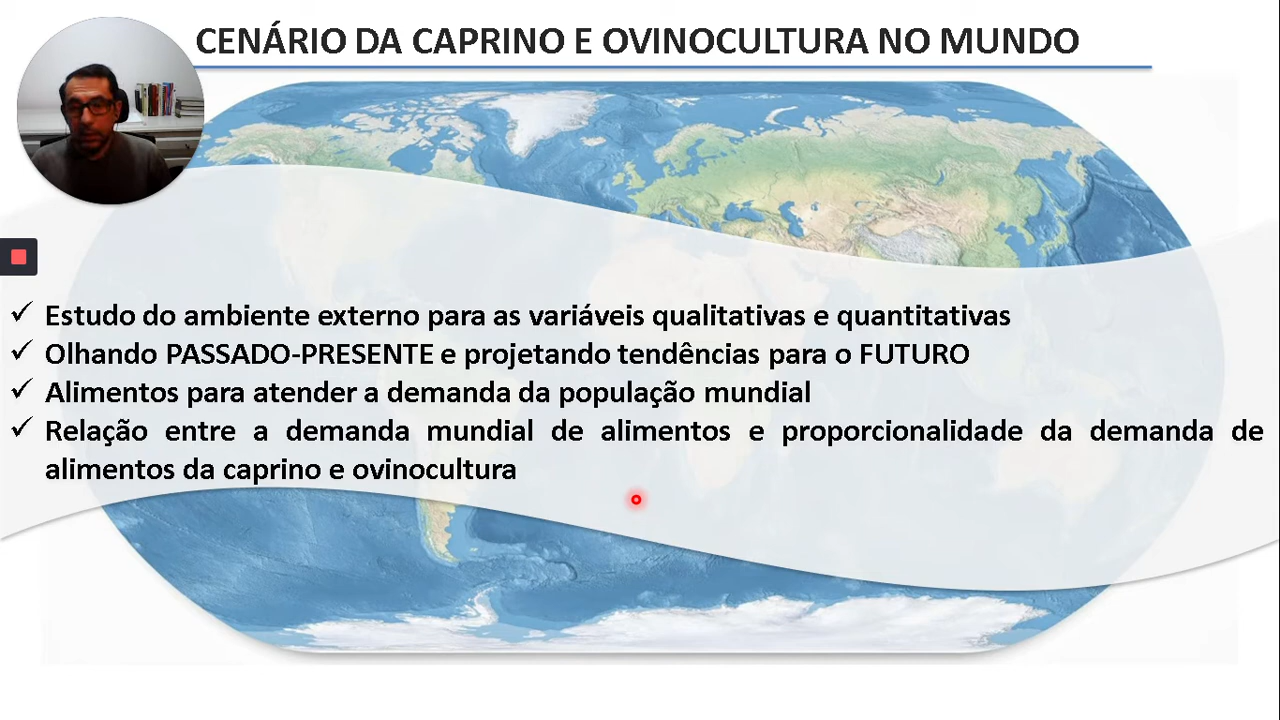 CENÁRIO DA CAPRINO E OVINOCULTURA NO MUNDO
✓ Estudo do ambiente externo para as variáveis qualitativas e quantitativas
✓ Olhando PASSADO-PRESENTE e projetando tendências para o FUTURO
✓ Alimentos para atender a demanda da população mundial
✓ Relação entre a demanda mundial de alimentos e proporcionalidade da demanda de
alimentos da caprino e ovinocultura